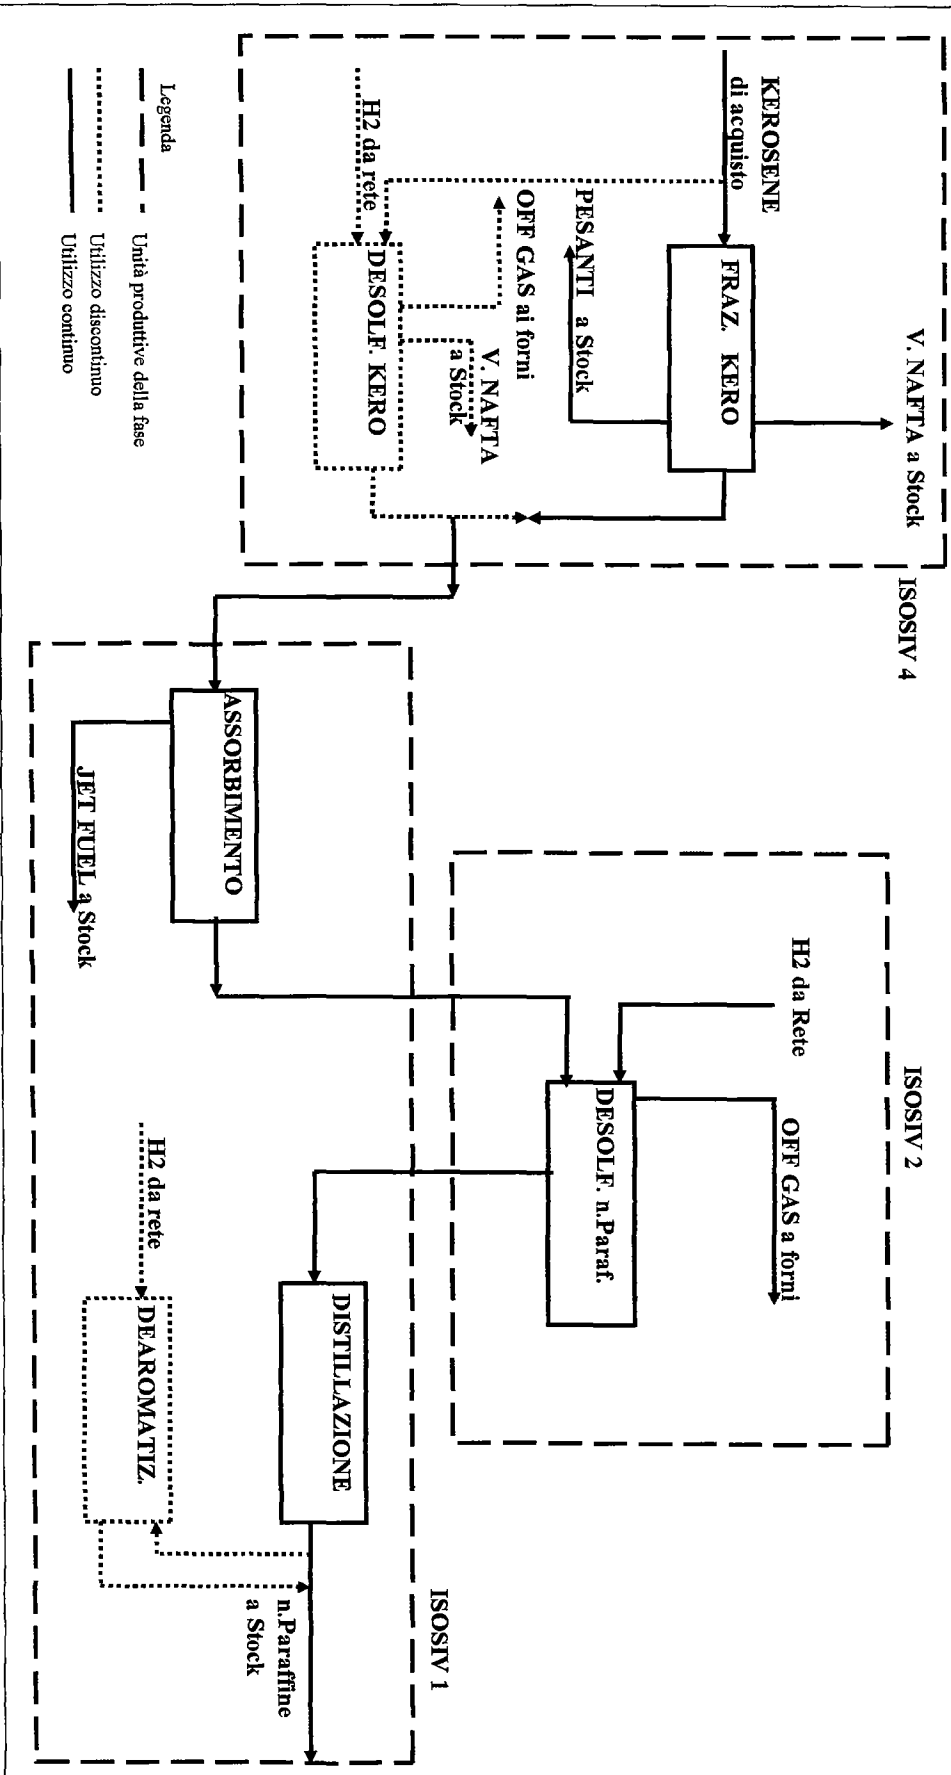 ISOSIV 4
V. NAFTA a Stock
KEROSENE
di acquisto
FRAZ. KERO
PESANTI a Stock
OFF GAS ai forni
V. NAFTA
a Stock
H2 da rete
DESOLF. KERO
ISOSIV 2
H2 da Rete
OFF GAS a forni
DESOLF. n.Paraf.
ISOSIV 1
ASSORBIMENTO
JET FUEL a Stock
DISTILLAZIONE
n.Paraffine
a Stock
H2 da rete
DEAROMATIZ.
Legenda
Unità produttive della fase
Utilizzo discontinuo
Utilizzo continuo